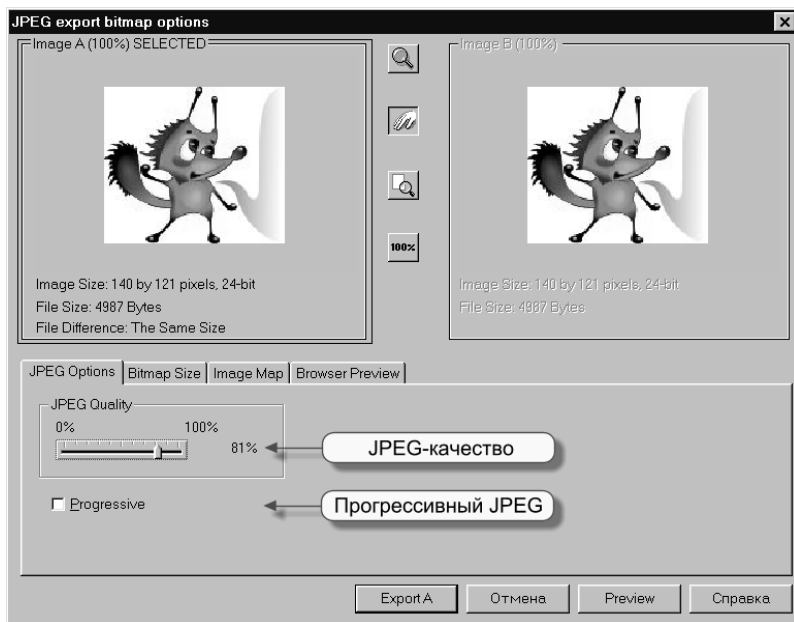 JPEG export bitmap options
Image A (100%) SELECTED
Image B (100%)
100%
Image Size: 140 by 121 pixels, 24-bit
File Size: 4987 Bytes
File Difference: The Same Size
Image Size: 140 by 121 pixels, 24-bit
File Size: 4987 Bytes
JPEG Options Bitmap Size Image Map Browser Preview
JPEG Quality
0% 100%
81%
JPEG-качество
Progressive
Прогрессивный JPEG
Export A Отмена Preview Справка